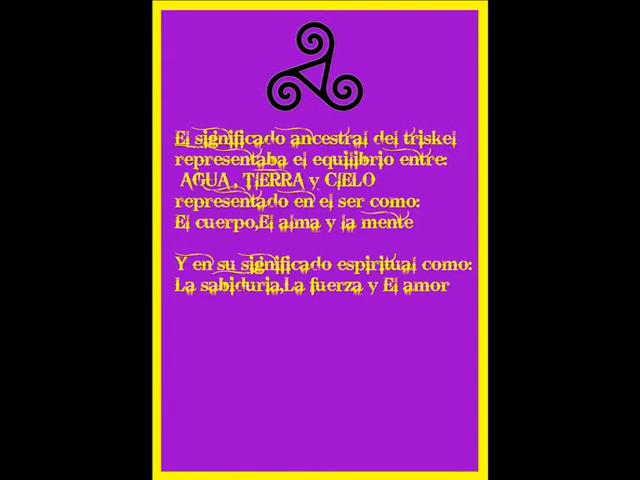 El significado ancestral del triskel
representaba el equilibrio entre:
AGUA , TIERRA y CIELO
representado en el ser como:
El cuerpo,El alma y la mente
Y en su significado espiritual como:
La sabiduria,La fuerza y El amor